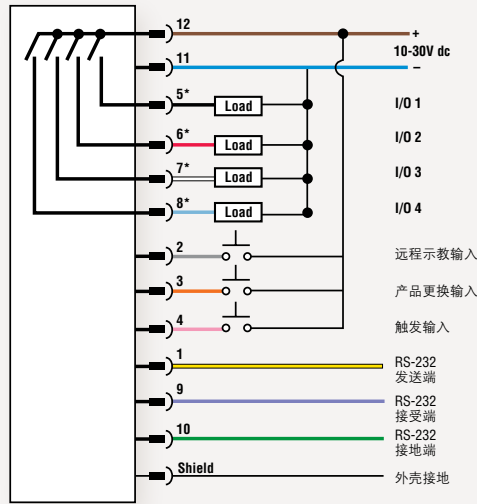 12
+
10-30V dc
11
−
5*
Load
I/O 1
6*
Load
I/O 2
7*
Load
I/O 3
8*
Load
I/O 4
2
远程示教输入
3
产品更换输入
4
触发输入
1
RS-232
发送端
9
RS-232
接受端
10
RS-232
接地端
Shield
外壳接地